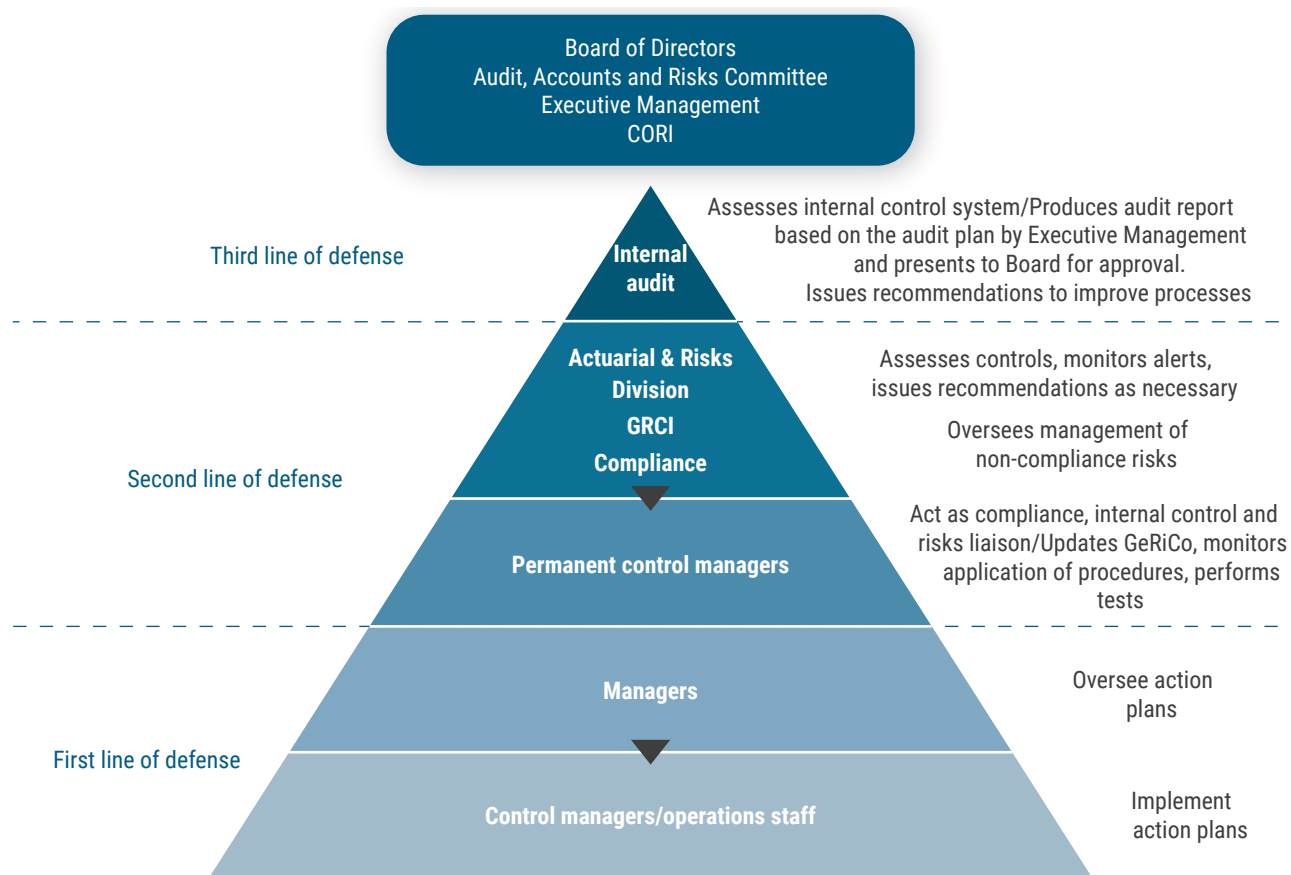 Board of Directors
Audit, Accounts and Risks Committee
Executive Management
CORI
Third line of defense
Internal
audit
Assesses internal control system/Produces audit report
based on the audit plan by Executive Management
and presents to Board for approval.
Issues recommendations to improve processes
Second line of defense
Actuarial & Risks
Division
GRCI
Compliance
Assesses controls, monitors alerts,
issues recommendations as necessary
Oversees management of
non-compliance risks
Permanent control managers
Act as compliance, internal control and
risks liaison/Updates GeRiCo, monitors
application of procedures, performs
tests
First line of defense
Managers
Oversee action
plans
Control managers/operations staff
Implement
action plans